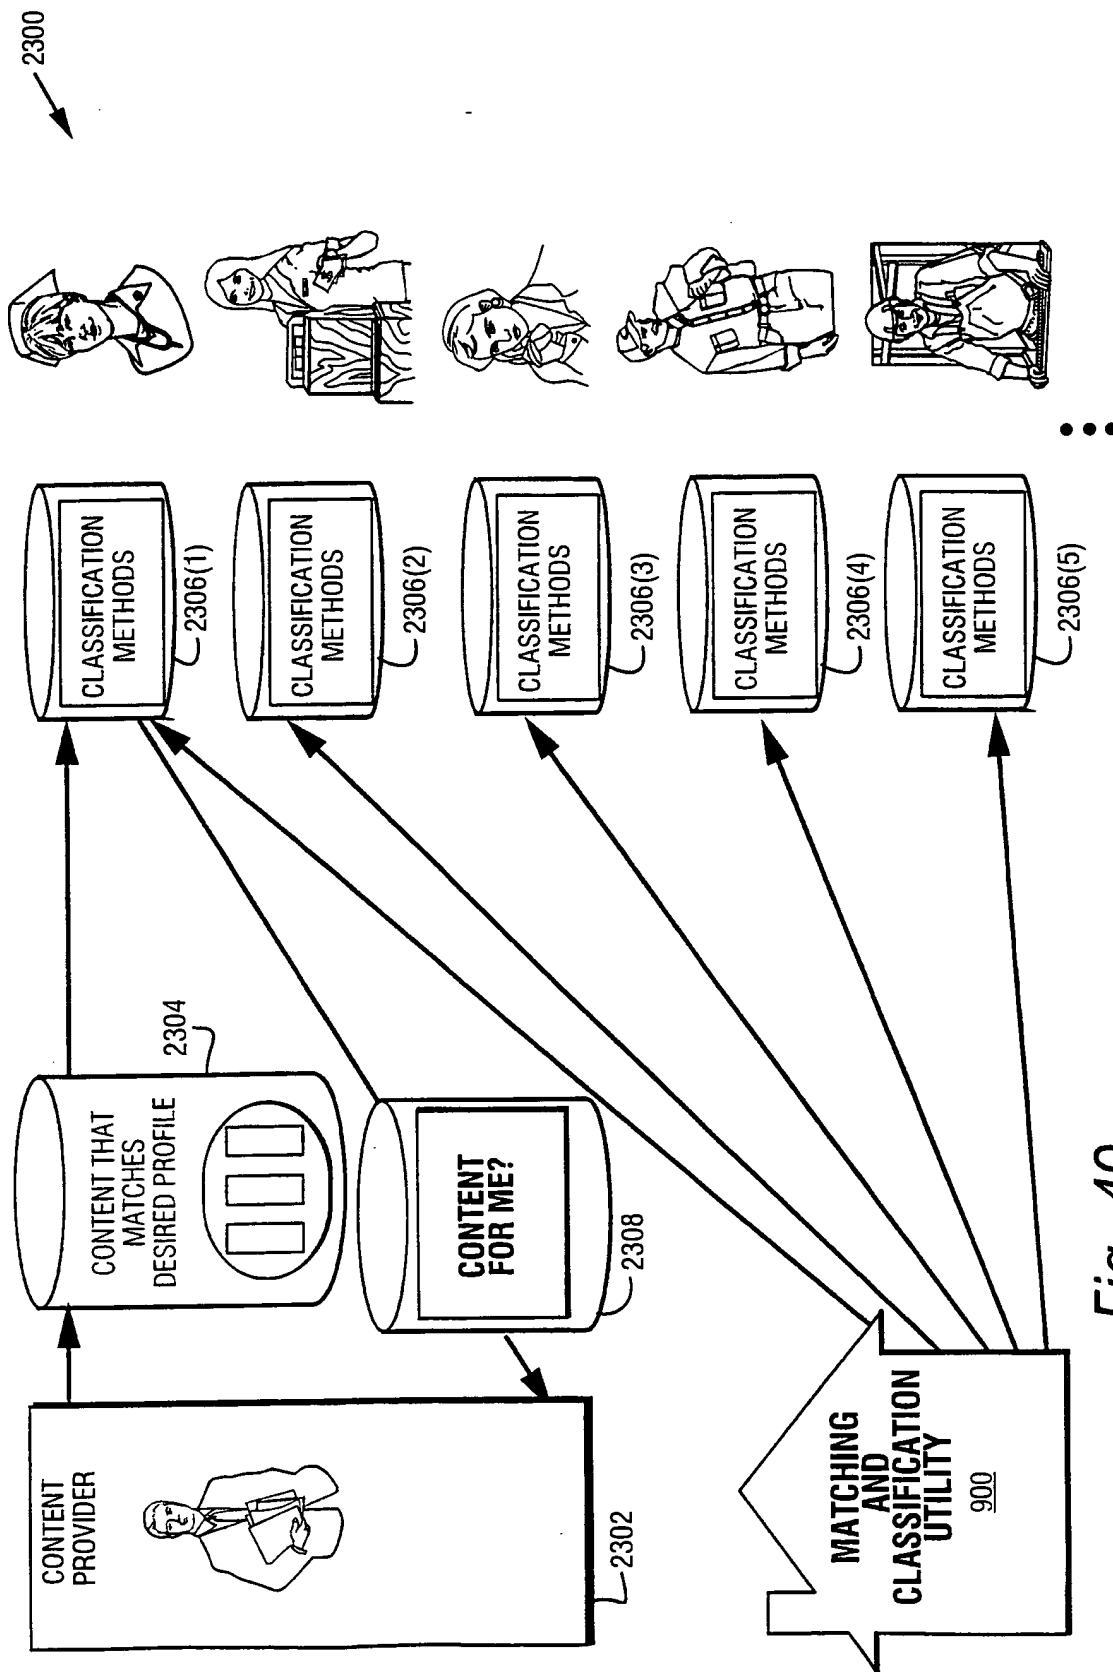 2300
CONTENT
PROVIDER
2302
CONTENT THAT
MATCHES
DESIRED PROFILE
2304
CONTENT
FOR ME?
2308
MATCHING
AND
CLASSIFICATION
UTILITY
900
CLASSIFICATION
METHODS
2306(1)
CLASSIFICATION
METHODS
2306(2)
CLASSIFICATION
METHODS
2306(3)
CLASSIFICATION
METHODS
2306(4)
CLASSIFICATION
METHODS
2306(5)